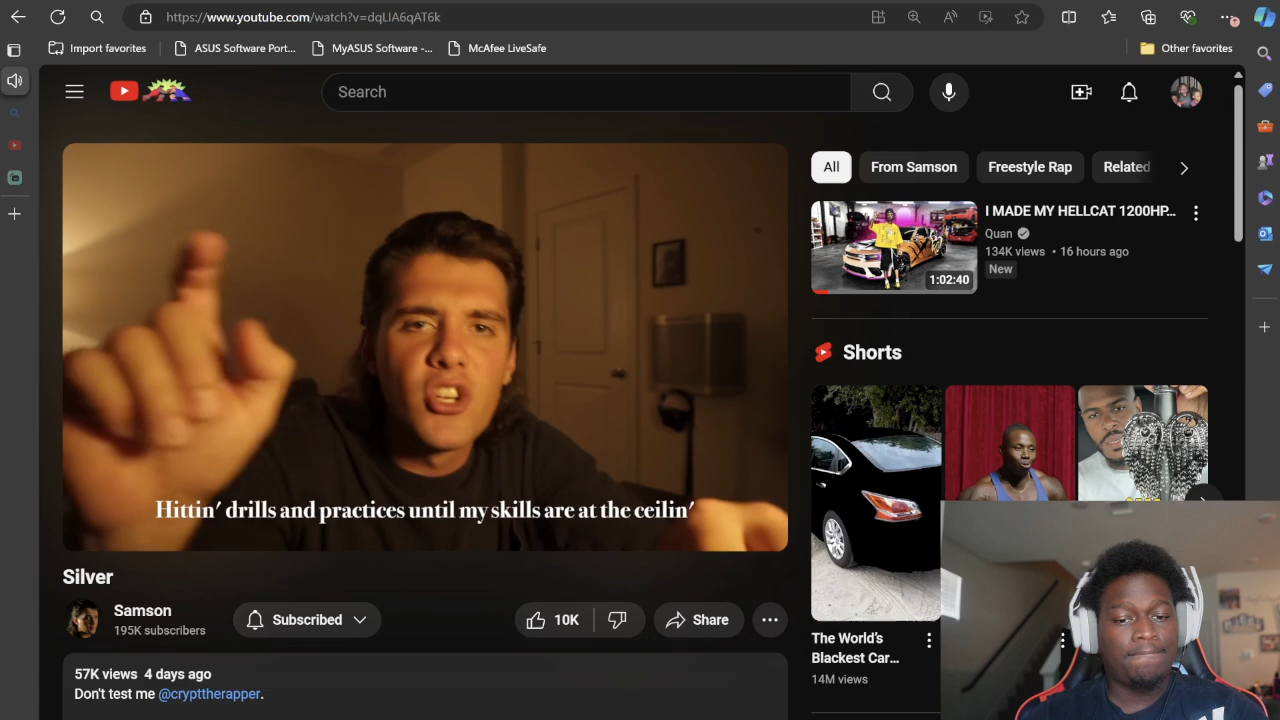 https://www.youtube.com/watch?v=dqLIA6qAT6k
Import favorites
ASUS Software Port...
MyASUS Software -...
McAfee LiveSafe
Other favorites
Search
All
From Samson
Freestyle Rap
Related
I MADE MY HELLCAT 1200HP...
Quan
134K views • 16 hours ago
New
1:02:40
Shorts
Hittin' drills and practices until my skills are at the ceilin'
Silver
Samson
195K subscribers
Subscribed
10K
Share
57K views 4 days ago
Don't test me @crypttherapper.
The World's
Blackest Car...
14M views